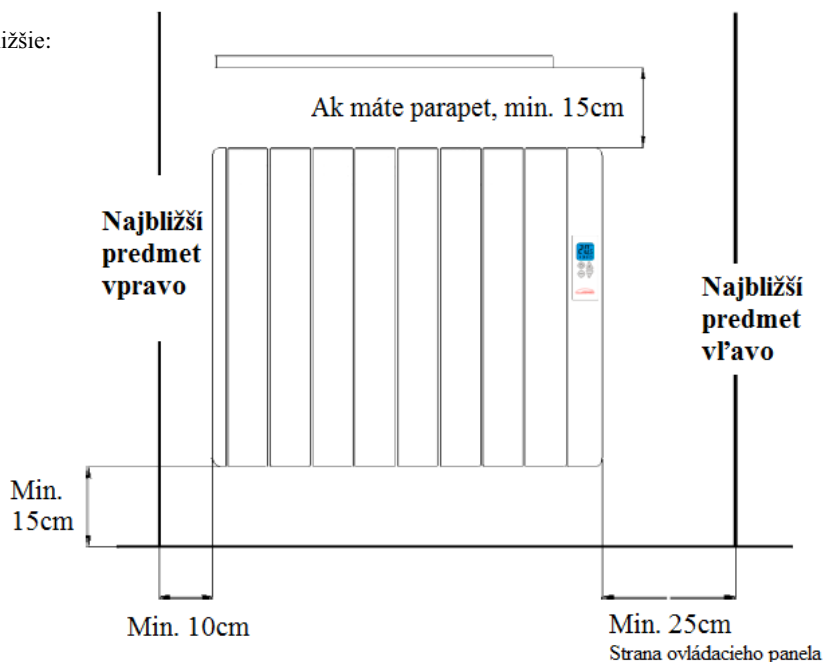 ižšie:
Ak máte parapet, min. 15cm
Najbližší
predmet
vpravo
Najbližší
predmet
vľavo
Min.
15cm
Min. 10cm
Min. 25cm
Strana ovládacieho panela